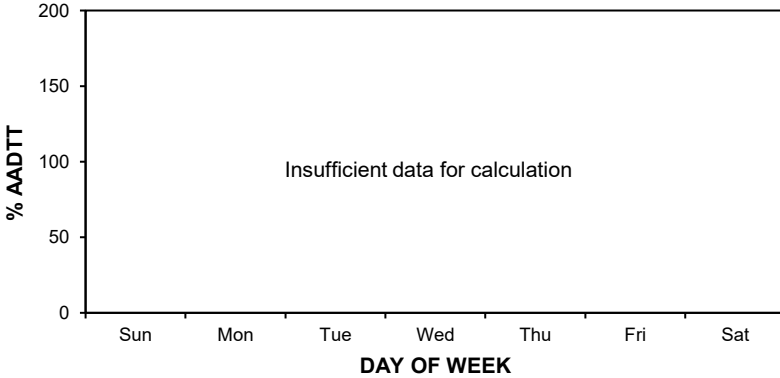 200
150
100
50
0
% AADTT
Insufficient data for calculation
Sun Mon Tue Wed Thu Fri Sat
DAY OF WEEK